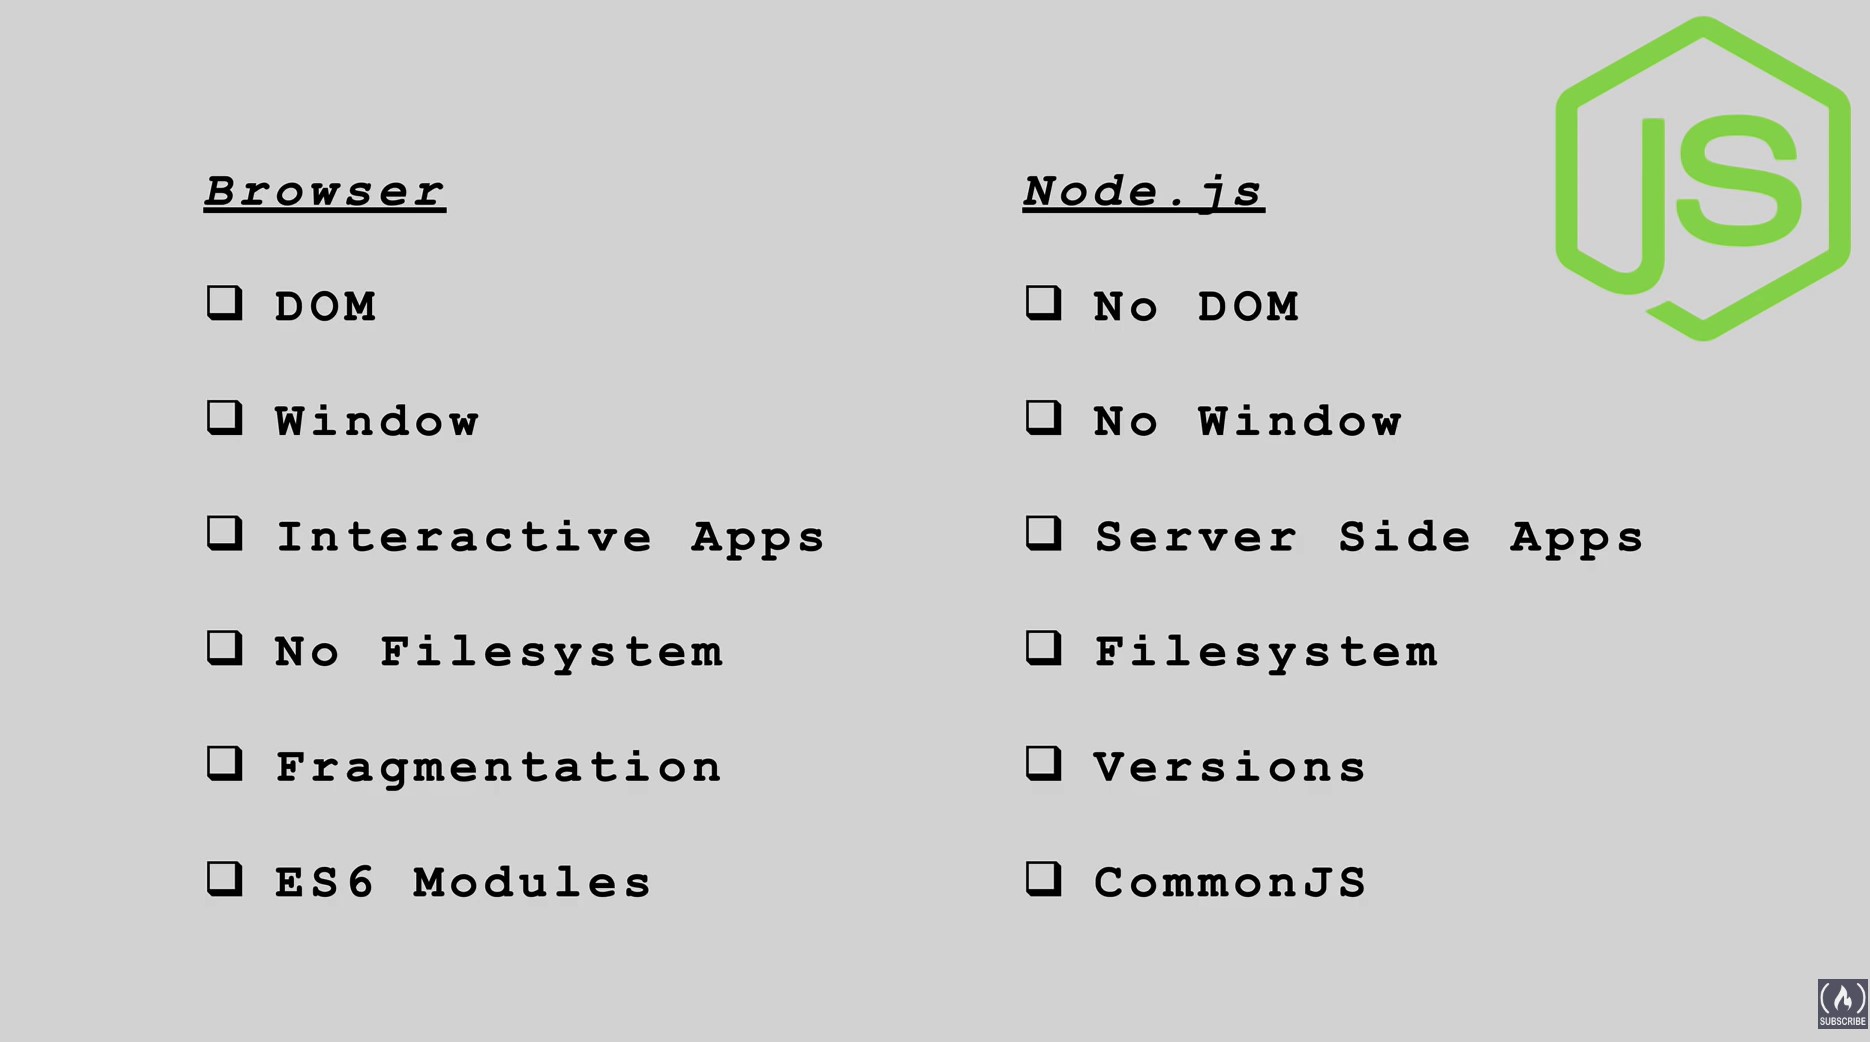 Browser
❑ DOM
❑ Window
❑ Interactive Apps
❑ No Filesystem
❑ Fragmentation
❑ ES6 Modules
Node.js
❑ No DOM
❑ No Window
❑ Server Side Apps
❑ Filesystem
❑ Versions
❑ CommonJS
JS
SUBSCRIBE